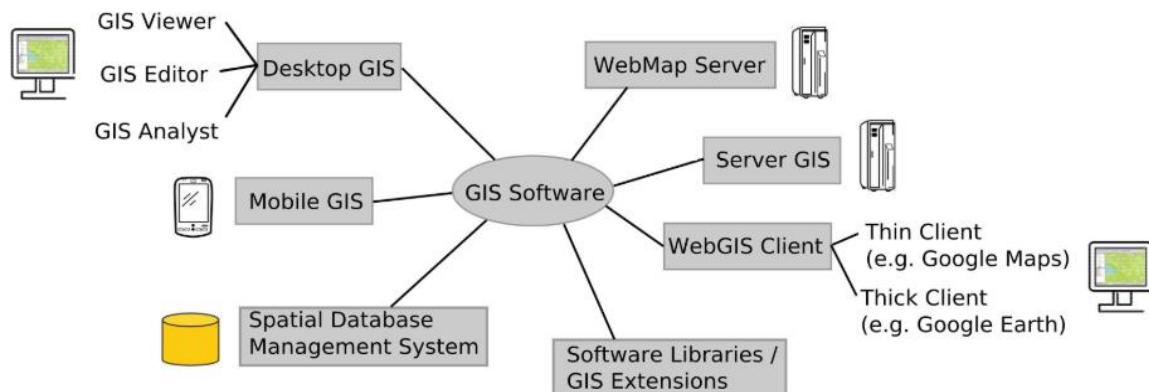 GIS Viewer
GIS Editor
GIS Analyst
Desktop GIS
WebMap Server
Server GIS
Mobile GIS
GIS Software
WebGIS Client
Thin Client
(e.g. Google Maps)
Thick Client
(e.g. Google Earth)
Spatial Database
Management System
Software Libraries /
GIS Extensions